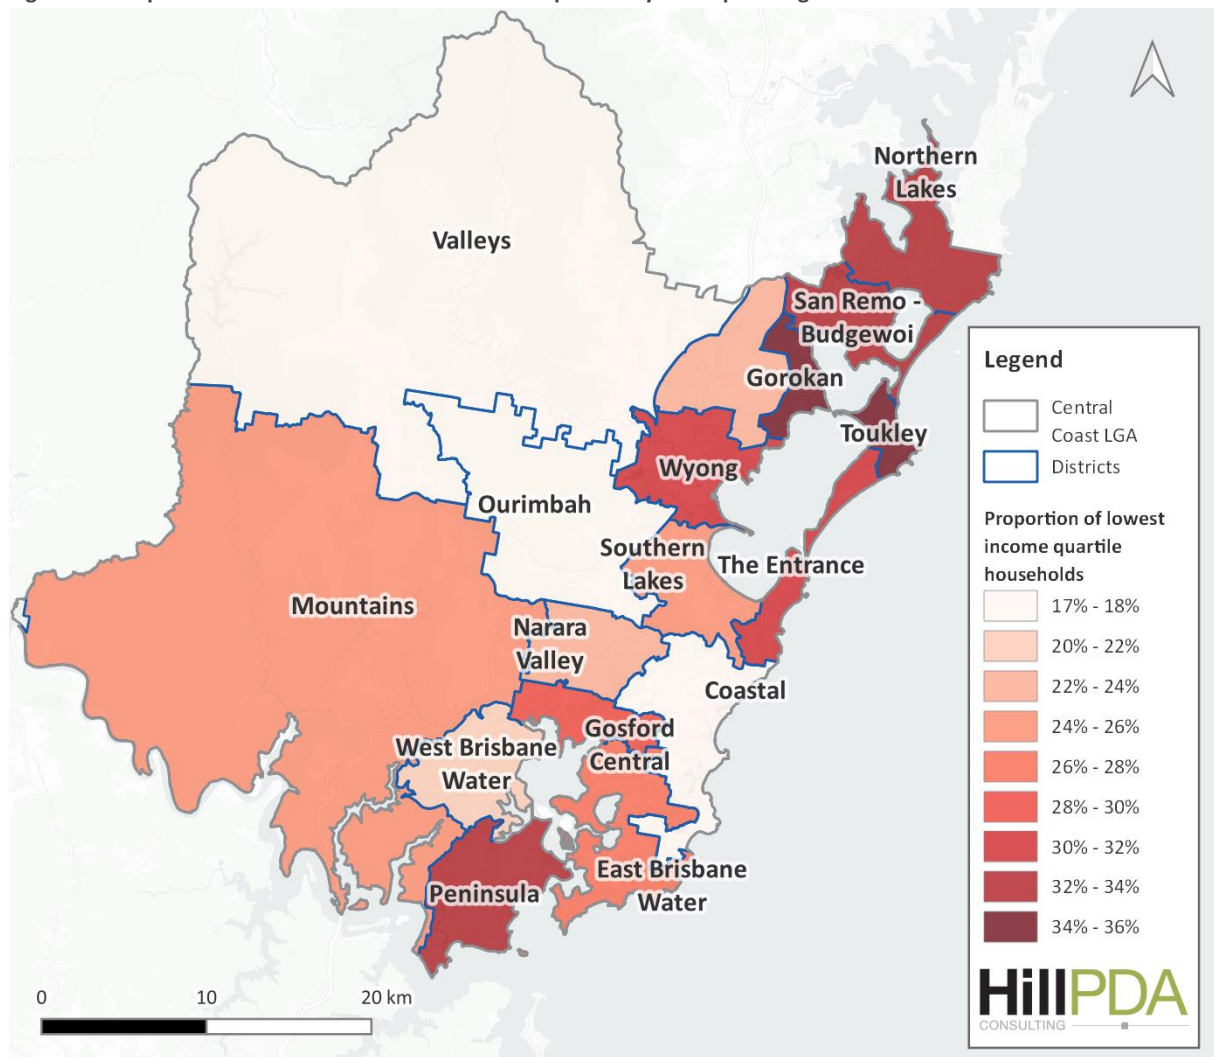 Northern
Lakes
Valleys
San Remo -
Budgewoi
Gorokan
Toukley
Wyong
Ourimbah
Southern
Lakes
The Entrance
Mountains
Narara
Valley
Coastal
Gosford
Central
West Brisbane
Water
East Brisbane
Water
Peninsula
0 10 20 km
Legend
Central
Coast LGA
Districts
Proportion of lowest
income quartile
households
17% - 18%
20% - 22%
22% - 24%
24% - 26%
26% - 28%
28% - 30%
30% - 32%
32% - 34%
34% - 36%
HillPDA
CONSULTING